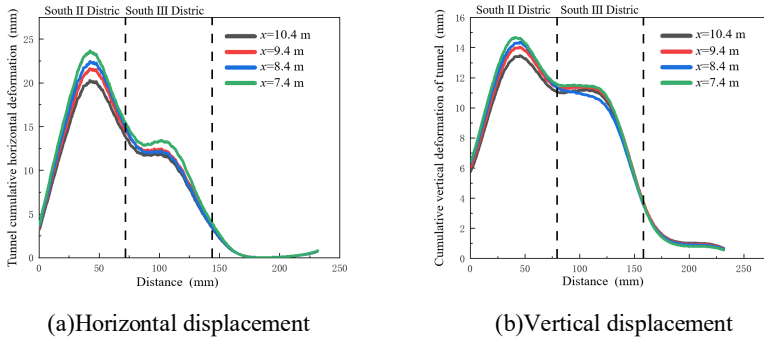 South II Distric South III Distric
x=10.4 m
x=9.4 m
x=8.4 m
x=7.4 m
Tunnel cumulative horizontal deformation (mm)
25
20
15
10
5
0
0 50 100 150 200 250
Distance (mm)
(a)Horizontal displacement
South II Distric South III Distric
x=10.4 m
x=9.4 m
x=8.4 m
x=7.4 m
Cumulative vertical deformation of tunnel (mm)
16
14
12
10
8
6
4
2
0
0 50 100 150 200 250
Distance (mm)
(b)Vertical displacement